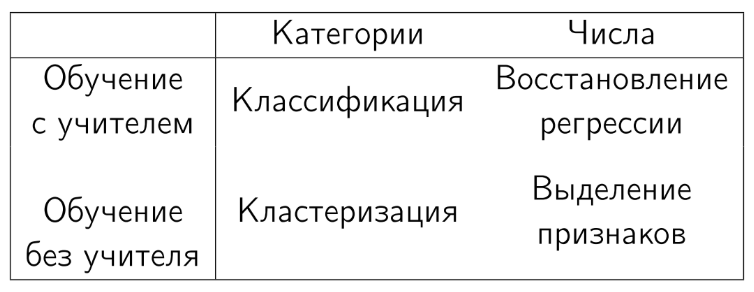 Категории Числа
Обучение
с учителем
Классификация
Восстановление
регрессии
Обучение
без учителя
Кластеризация
Выделение
признаков